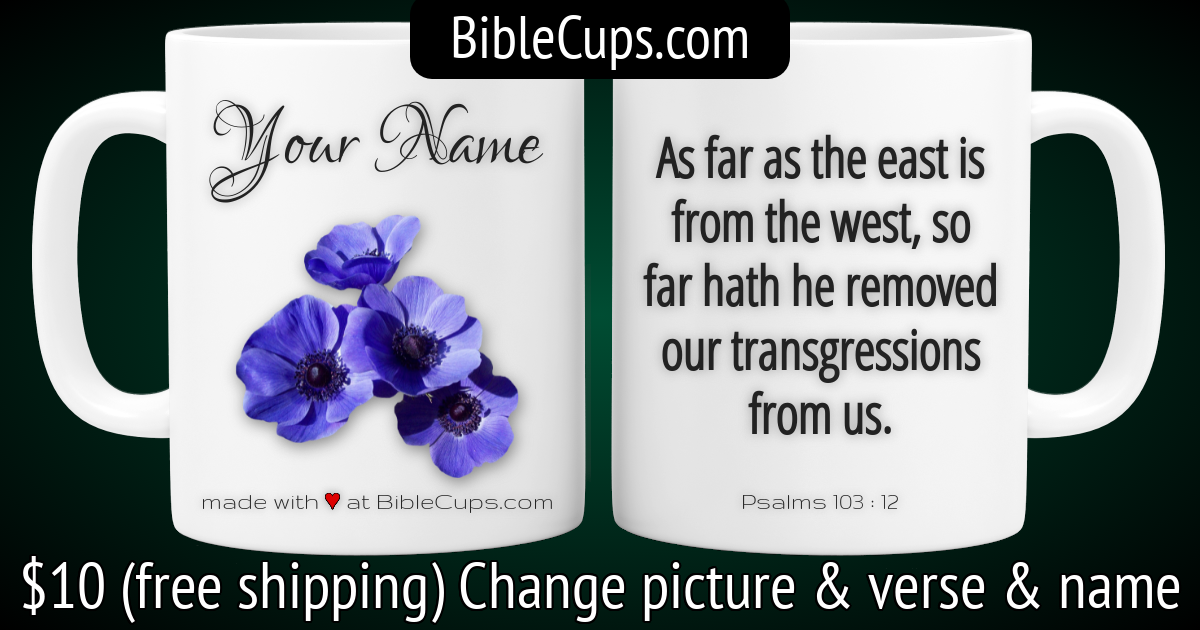 BibleCups.com
Your Name
made with ♥ at BibleCups.com
As far as the east is
from the west, so
far hath he removed
our transgressions
from us.
Psalms 103 : 12
$10 (free shipping) Change picture & verse & name